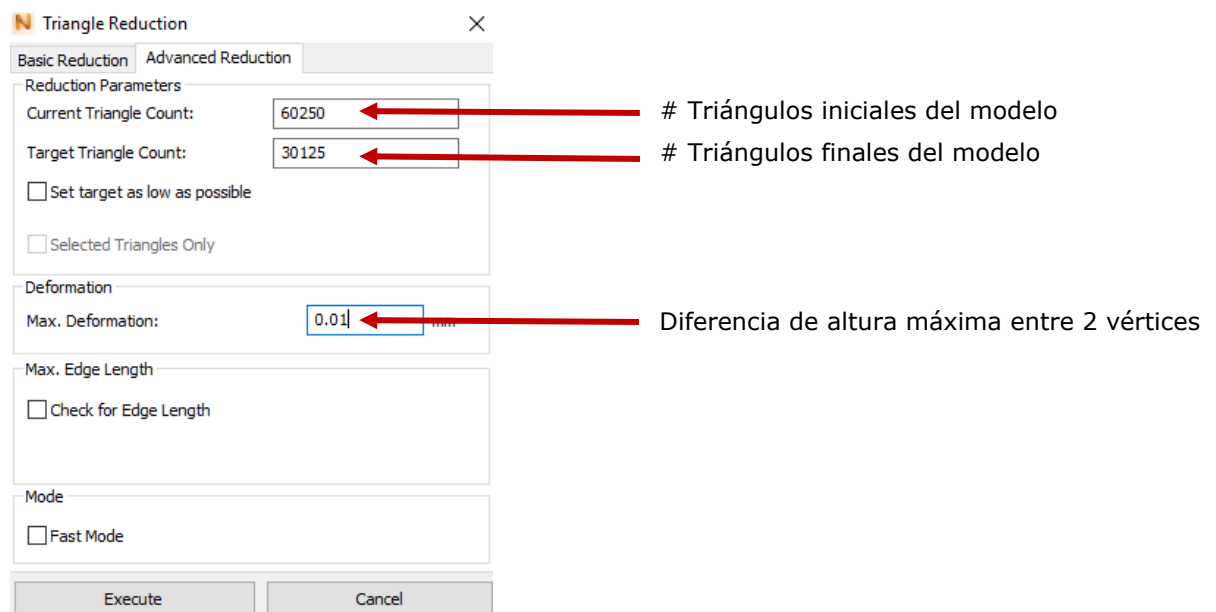 Triangle Reduction
Basic Reduction Advanced Reduction
Reduction Parameters
Current Triangle Count: 60250
# Triángulos iniciales del modelo
Target Triangle Count: 30125
# Triángulos finales del modelo
Set target as low as possible
Selected Triangles Only
Deformation
Max. Deformation: 0.01 mm
Diferencia de altura máxima entre 2 vértices
Max. Edge Length
Check for Edge Length
Mode
Fast Mode
Execute Cancel